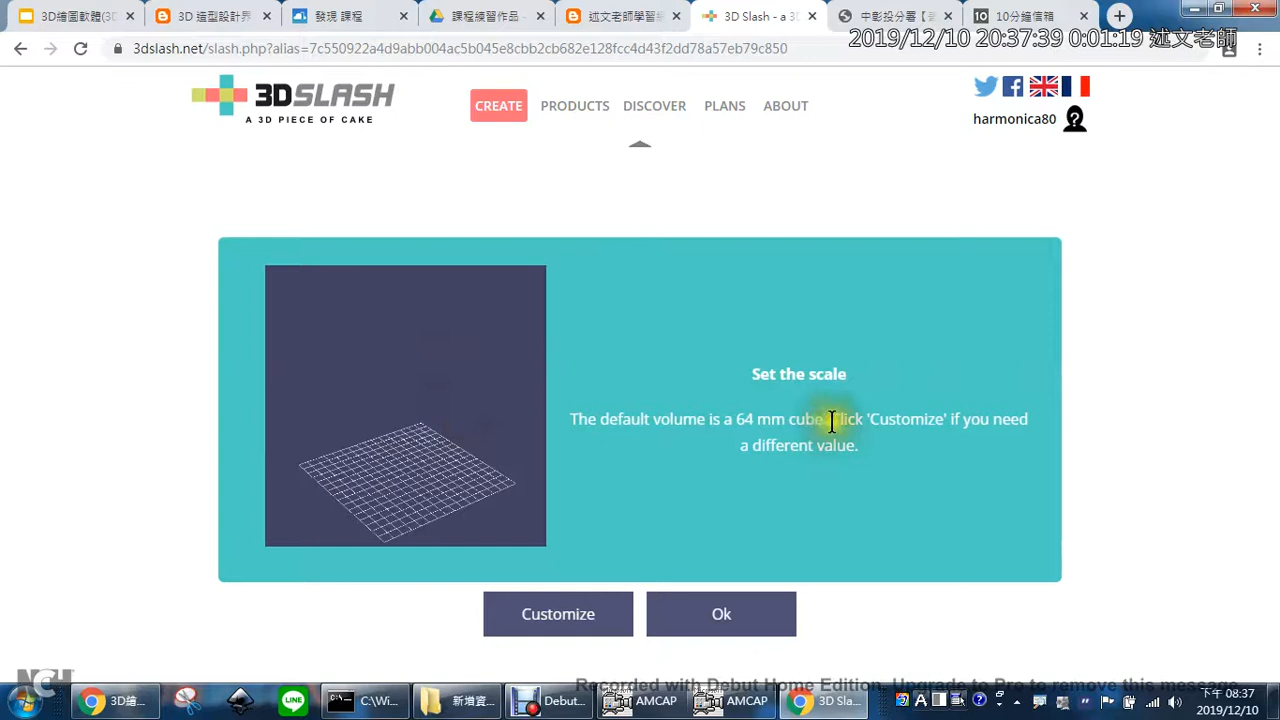 3D繪圖軟體(3D
3D 造型設計界
發現 課程
課程練習作品 -
述文老師學習
3D Slash - a 3D
中彰投分署【
10分鐘信箱
3dslash.net/slash.php?alias=7c550922a4d9abb004ac5b045e8cbb2cb682e128fcc4d43f2dd78a57eb79c850
2019/12/10 20:37:39 0:01:19 述文老師
3DSLASH
A 3D PIECE OF CAKE
CREATE PRODUCTS DISCOVER PLANS ABOUT
harmonica80
Set the scale
The default volume is a 64 mm cube. Click 'Customize' if you need
a different value.
Customize
Ok
NCH
Recorded with Debut Home Edition. Upgrade to Pro to remove this message
3D...
LINE
C:\Wi...
新增資...
Debut...
AMCAP
AMCAP
3D Sla...
下午 08:37
2019/12/10